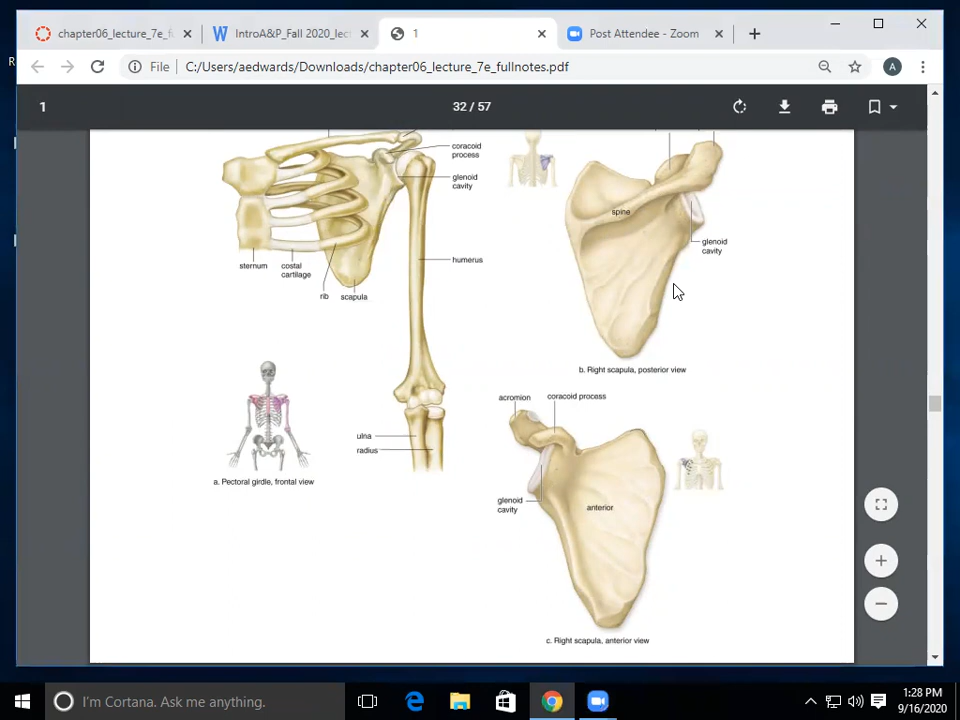 chapter06_lecture_7e_fu
IntroA&P_Fall 2020_lect
1
Post Attendee - Zoom
File
C:/Users/aedwards/Downloads/chapter06_lecture_7e_fullnotes.pdf
A
1
32 / 57
coracoid
process
glenoid
cavity
humerus
sternum
costal
cartilage
rib
scapula
ulna
radius
a. Pectoral girdle, frontal view
spine
glenoid
cavity
b. Right scapula, posterior view
acromion
coracoid process
glenoid
cavity
anterior
c. Right scapula, anterior view
I'm Cortana. Ask me anything.
1:28 PM
9/16/2020